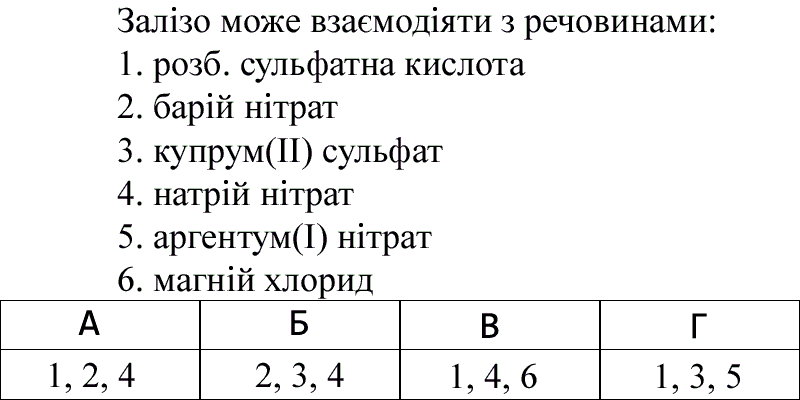 Залізо може взаємодіяти з речовинами:
1. розб. сульфатна кислота
2. барій нітрат
3. купрум(ІІ) сульфат
4. натрій нітрат
5. аргентум(І) нітрат
6. магній хлорид
А Б В Г
1, 2, 4 2, 3, 4 1, 4, 6 1, 3, 5